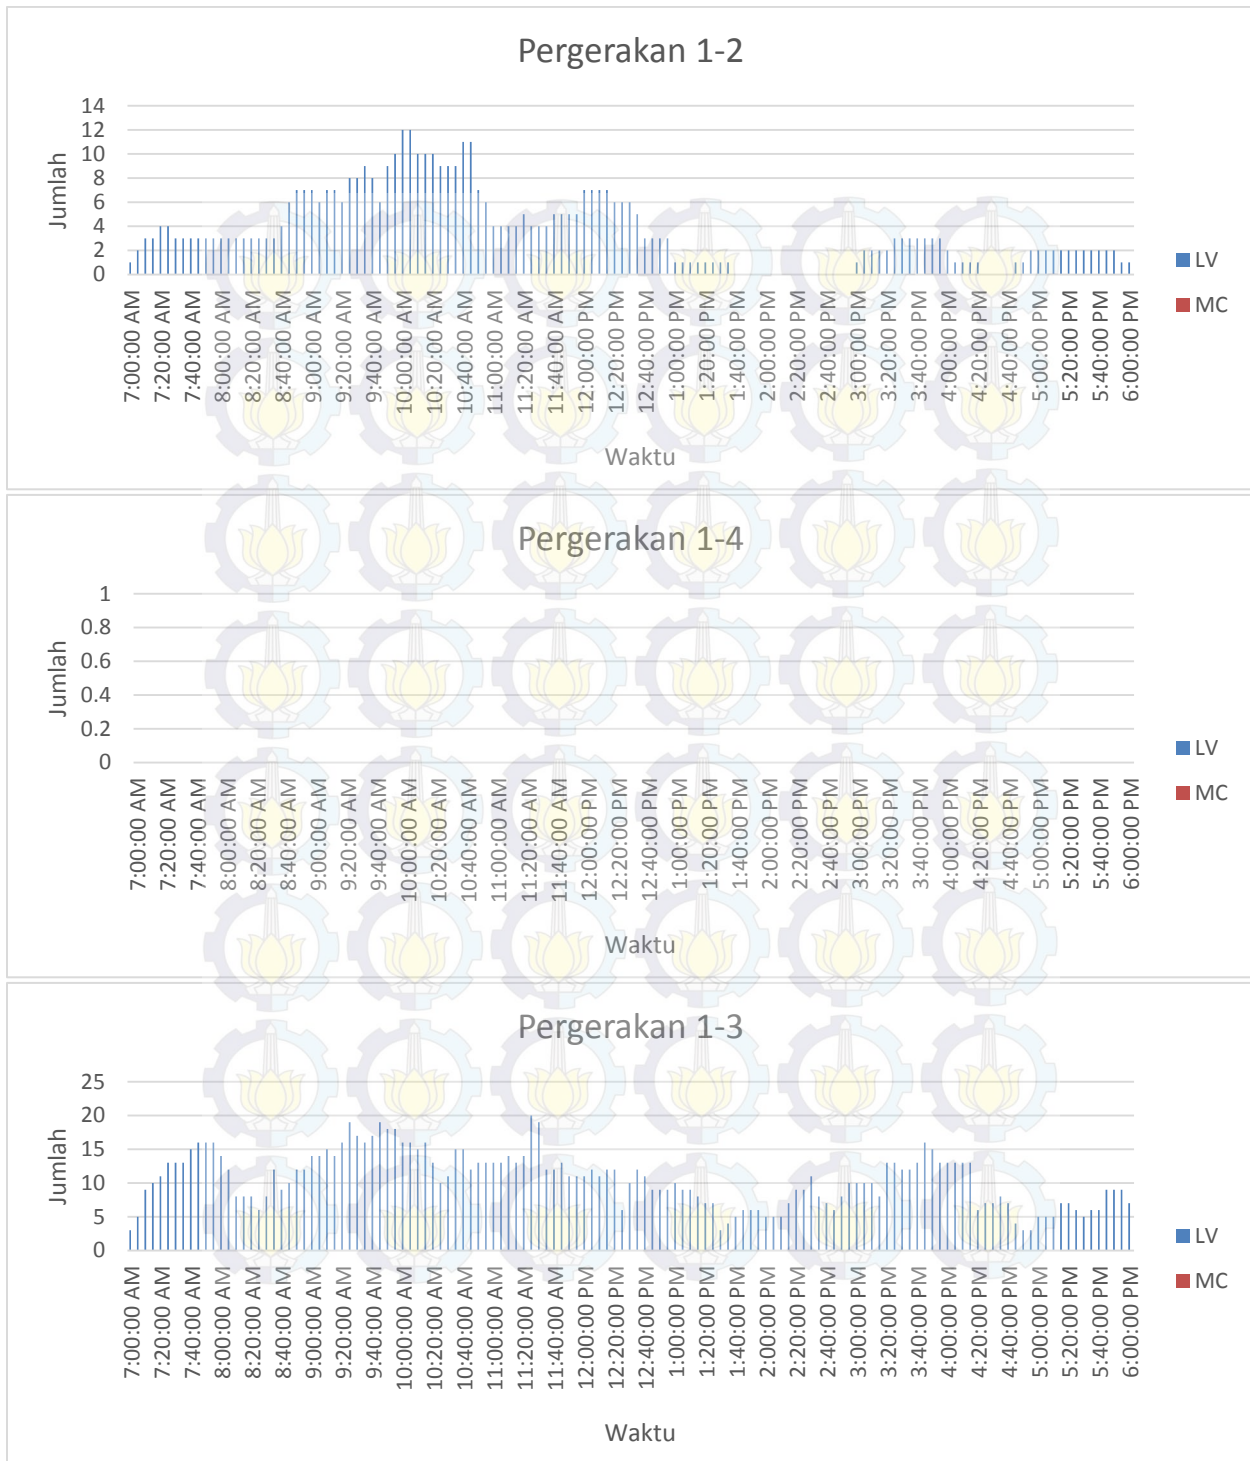 Pergerakan 1-2
14
12
10
8
6
4
2
0
Jumlah
7:00:00 AM
7:20:00 AM
7:40:00 AM
8:00:00 AM
8:20:00 AM
8:40:00 AM
9:00:00 AM
9:20:00 AM
9:40:00 AM
10:00:00 AM
10:20:00 AM
10:40:00 AM
11:00:00 AM
11:20:00 AM
11:40:00 AM
12:00:00 PM
12:20:00 PM
12:40:00 PM
1:00:00 PM
1:20:00 PM
1:40:00 PM
2:00:00 PM
2:20:00 PM
2:40:00 PM
3:00:00 PM
3:20:00 PM
3:40:00 PM
4:00:00 PM
4:20:00 PM
4:40:00 PM
5:00:00 PM
5:20:00 PM
5:40:00 PM
6:00:00 PM
Waktu
LV
MC
Pergerakan 1-4
1
0.8
0.6
0.4
0.2
0
Jumlah
7:00:00 AM
7:20:00 AM
7:40:00 AM
8:00:00 AM
8:20:00 AM
8:40:00 AM
9:00:00 AM
9:20:00 AM
9:40:00 AM
10:00:00 AM
10:20:00 AM
10:40:00 AM
11:00:00 AM
11:20:00 AM
11:40:00 AM
12:00:00 PM
12:20:00 PM
12:40:00 PM
1:00:00 PM
1:20:00 PM
1:40:00 PM
2:00:00 PM
2:20:00 PM
2:40:00 PM
3:00:00 PM
3:20:00 PM
3:40:00 PM
4:00:00 PM
4:20:00 PM
4:40:00 PM
5:00:00 PM
5:20:00 PM
5:40:00 PM
6:00:00 PM
Waktu
LV
MC
Pergerakan 1-3
25
20
15
10
5
0
Jumlah
7:00:00 AM
7:20:00 AM
7:40:00 AM
8:00:00 AM
8:20:00 AM
8:40:00 AM
9:00:00 AM
9:20:00 AM
9:40:00 AM
10:00:00 AM
10:20:00 AM
10:40:00 AM
11:00:00 AM
11:20:00 AM
11:40:00 AM
12:00:00 PM
12:20:00 PM
12:40:00 PM
1:00:00 PM
1:20:00 PM
1:40:00 PM
2:00:00 PM
2:20:00 PM
2:40:00 PM
3:00:00 PM
3:20:00 PM
3:40:00 PM
4:00:00 PM
4:20:00 PM
4:40:00 PM
5:00:00 PM
5:20:00 PM
5:40:00 PM
6:00:00 PM
Waktu
LV
MC